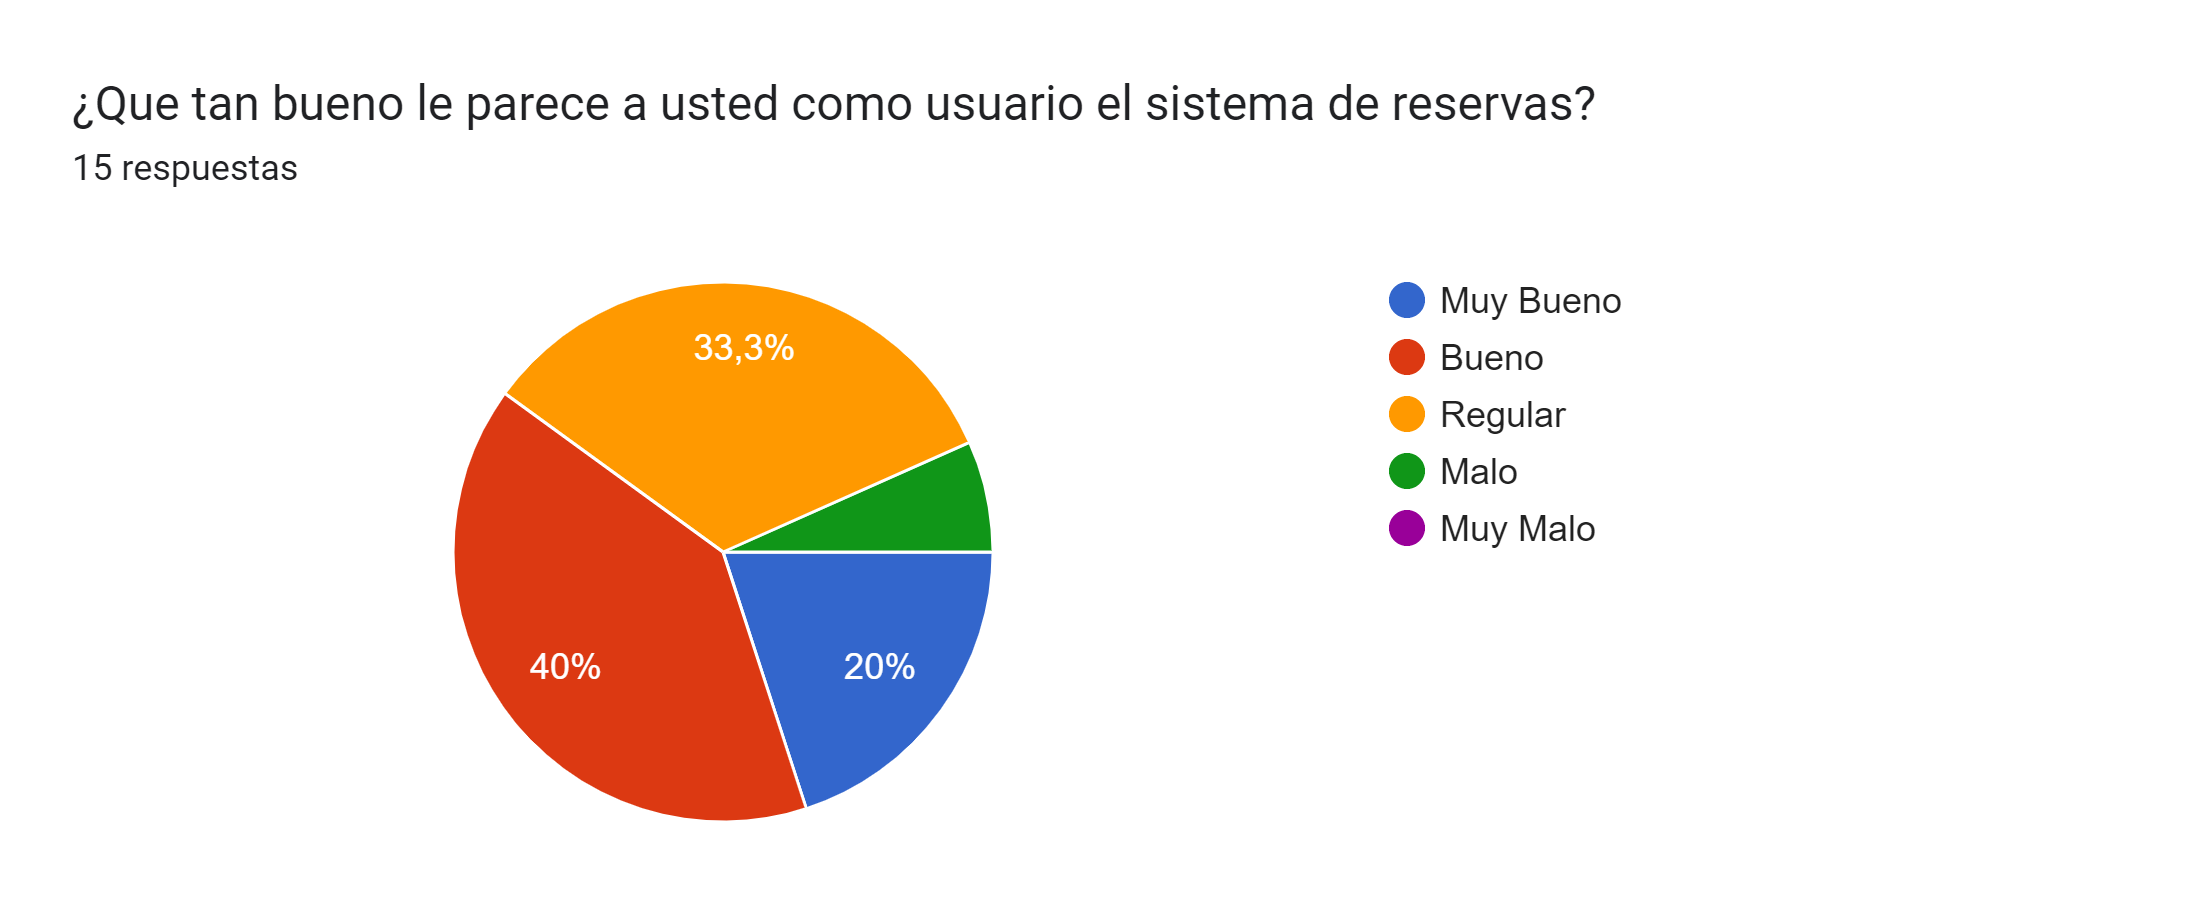 ¿Que tan bueno le parece a usted como usuario el sistema de reservas?
15 respuestas
33,3%
40%
20%
Muy Bueno
Bueno
Regular
Malo
Muy Malo